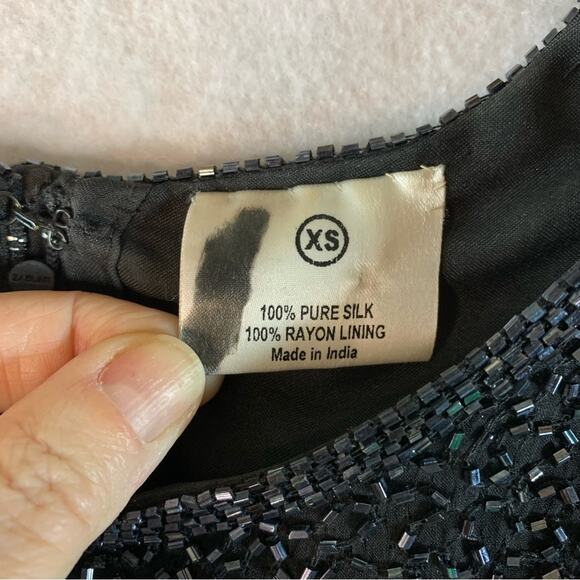 XS
100% PURE SILK
100% RAYON LINING
Made in India